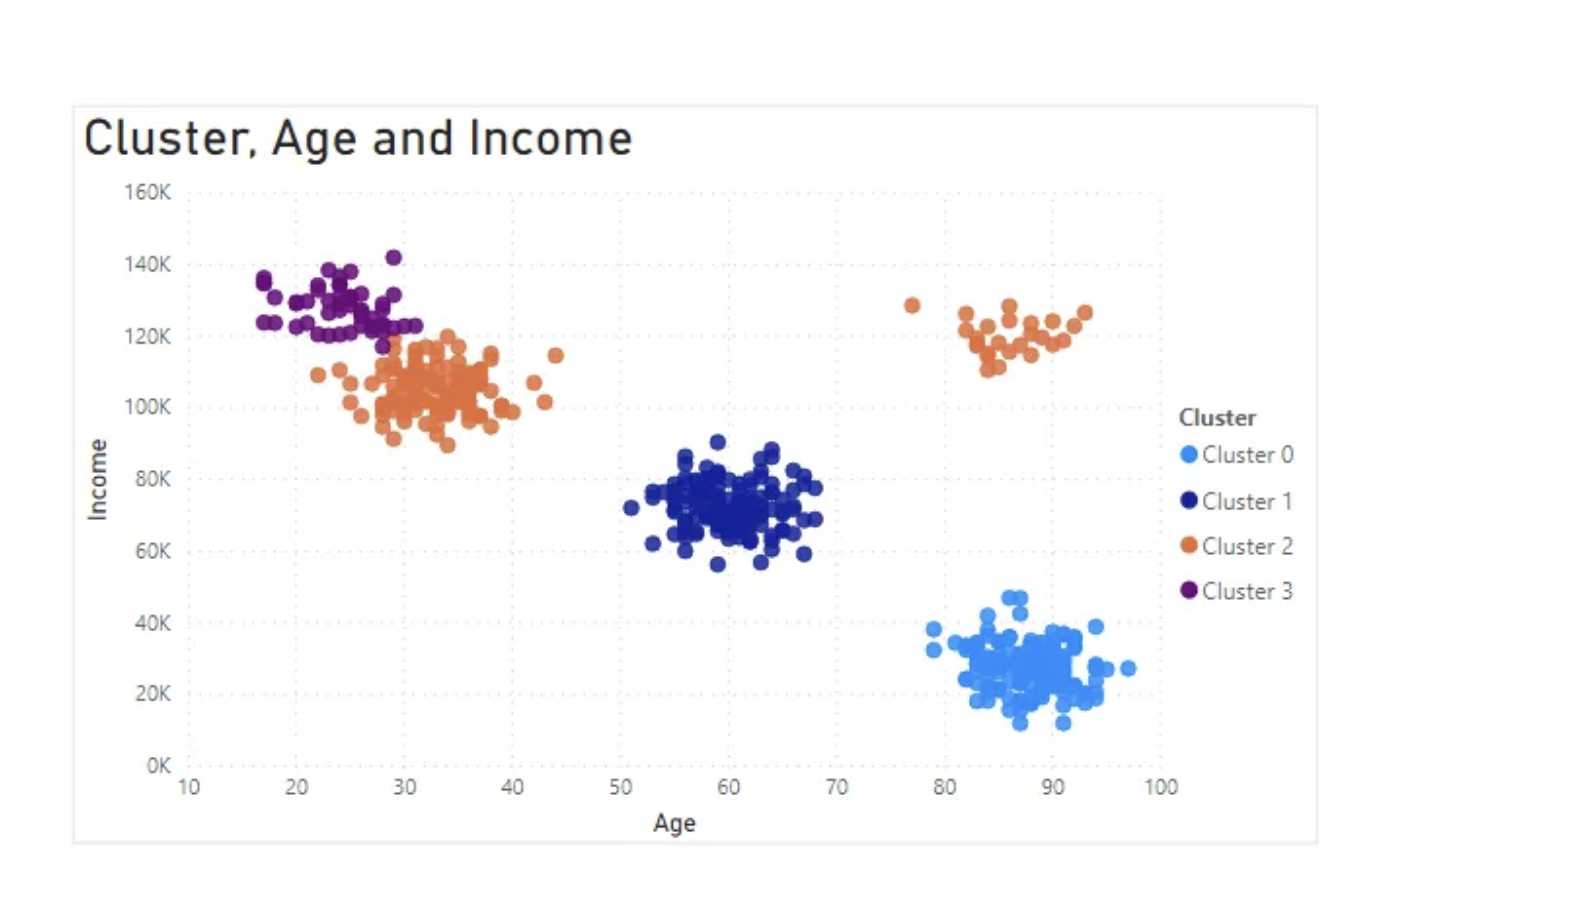 Cluster, Age and Income
160K
140K
120K
100K
80K
60K
40K
20K
0K
Income
10 20 30 40 50 60 70 80 90 100
Age
Cluster
Cluster 0
Cluster 1
Cluster 2
Cluster 3